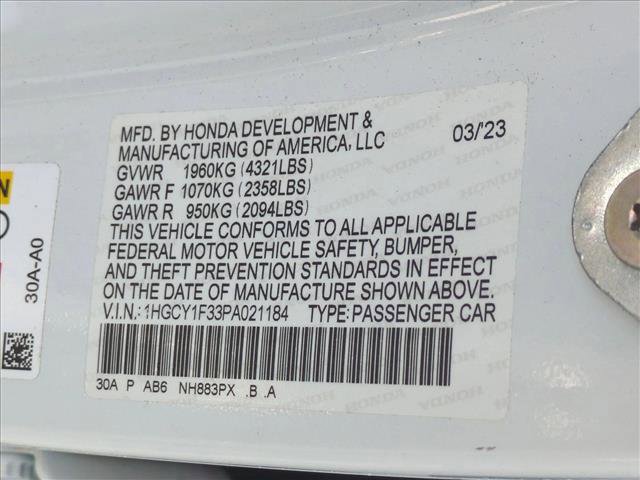 MFD. BY HONDA DEVELOPMENT &
MANUFACTURING OF AMERICA, LLC 03/'23
GVWR 1960KG (4321LBS)
GAWR F 1070KG (2358LBS)
GAWR R 950KG (2094LBS)
THIS VEHICLE CONFORMS TO ALL APPLICABLE
FEDERAL MOTOR VEHICLE SAFETY, BUMPER,
AND THEFT PREVENTION STANDARDS IN EFFECT
ON THE DATE OF MANUFACTURE SHOWN ABOVE.
V.I.N.: 1HGCY1F33PA021184 TYPE: PASSENGER CAR
30A P AB6 NH883PX .B .A
30A-A0